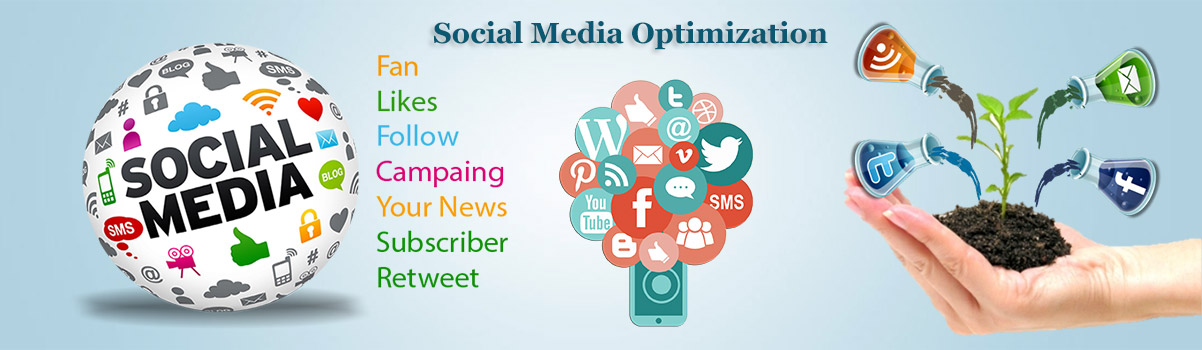 Social Media Optimization
BLOG
SMS
SOCIAL
MEDIA
BLOG
SMS
Fan
Likes
Follow
Campaing
Your News
Subscriber
Retweet
You
Tube
SMS